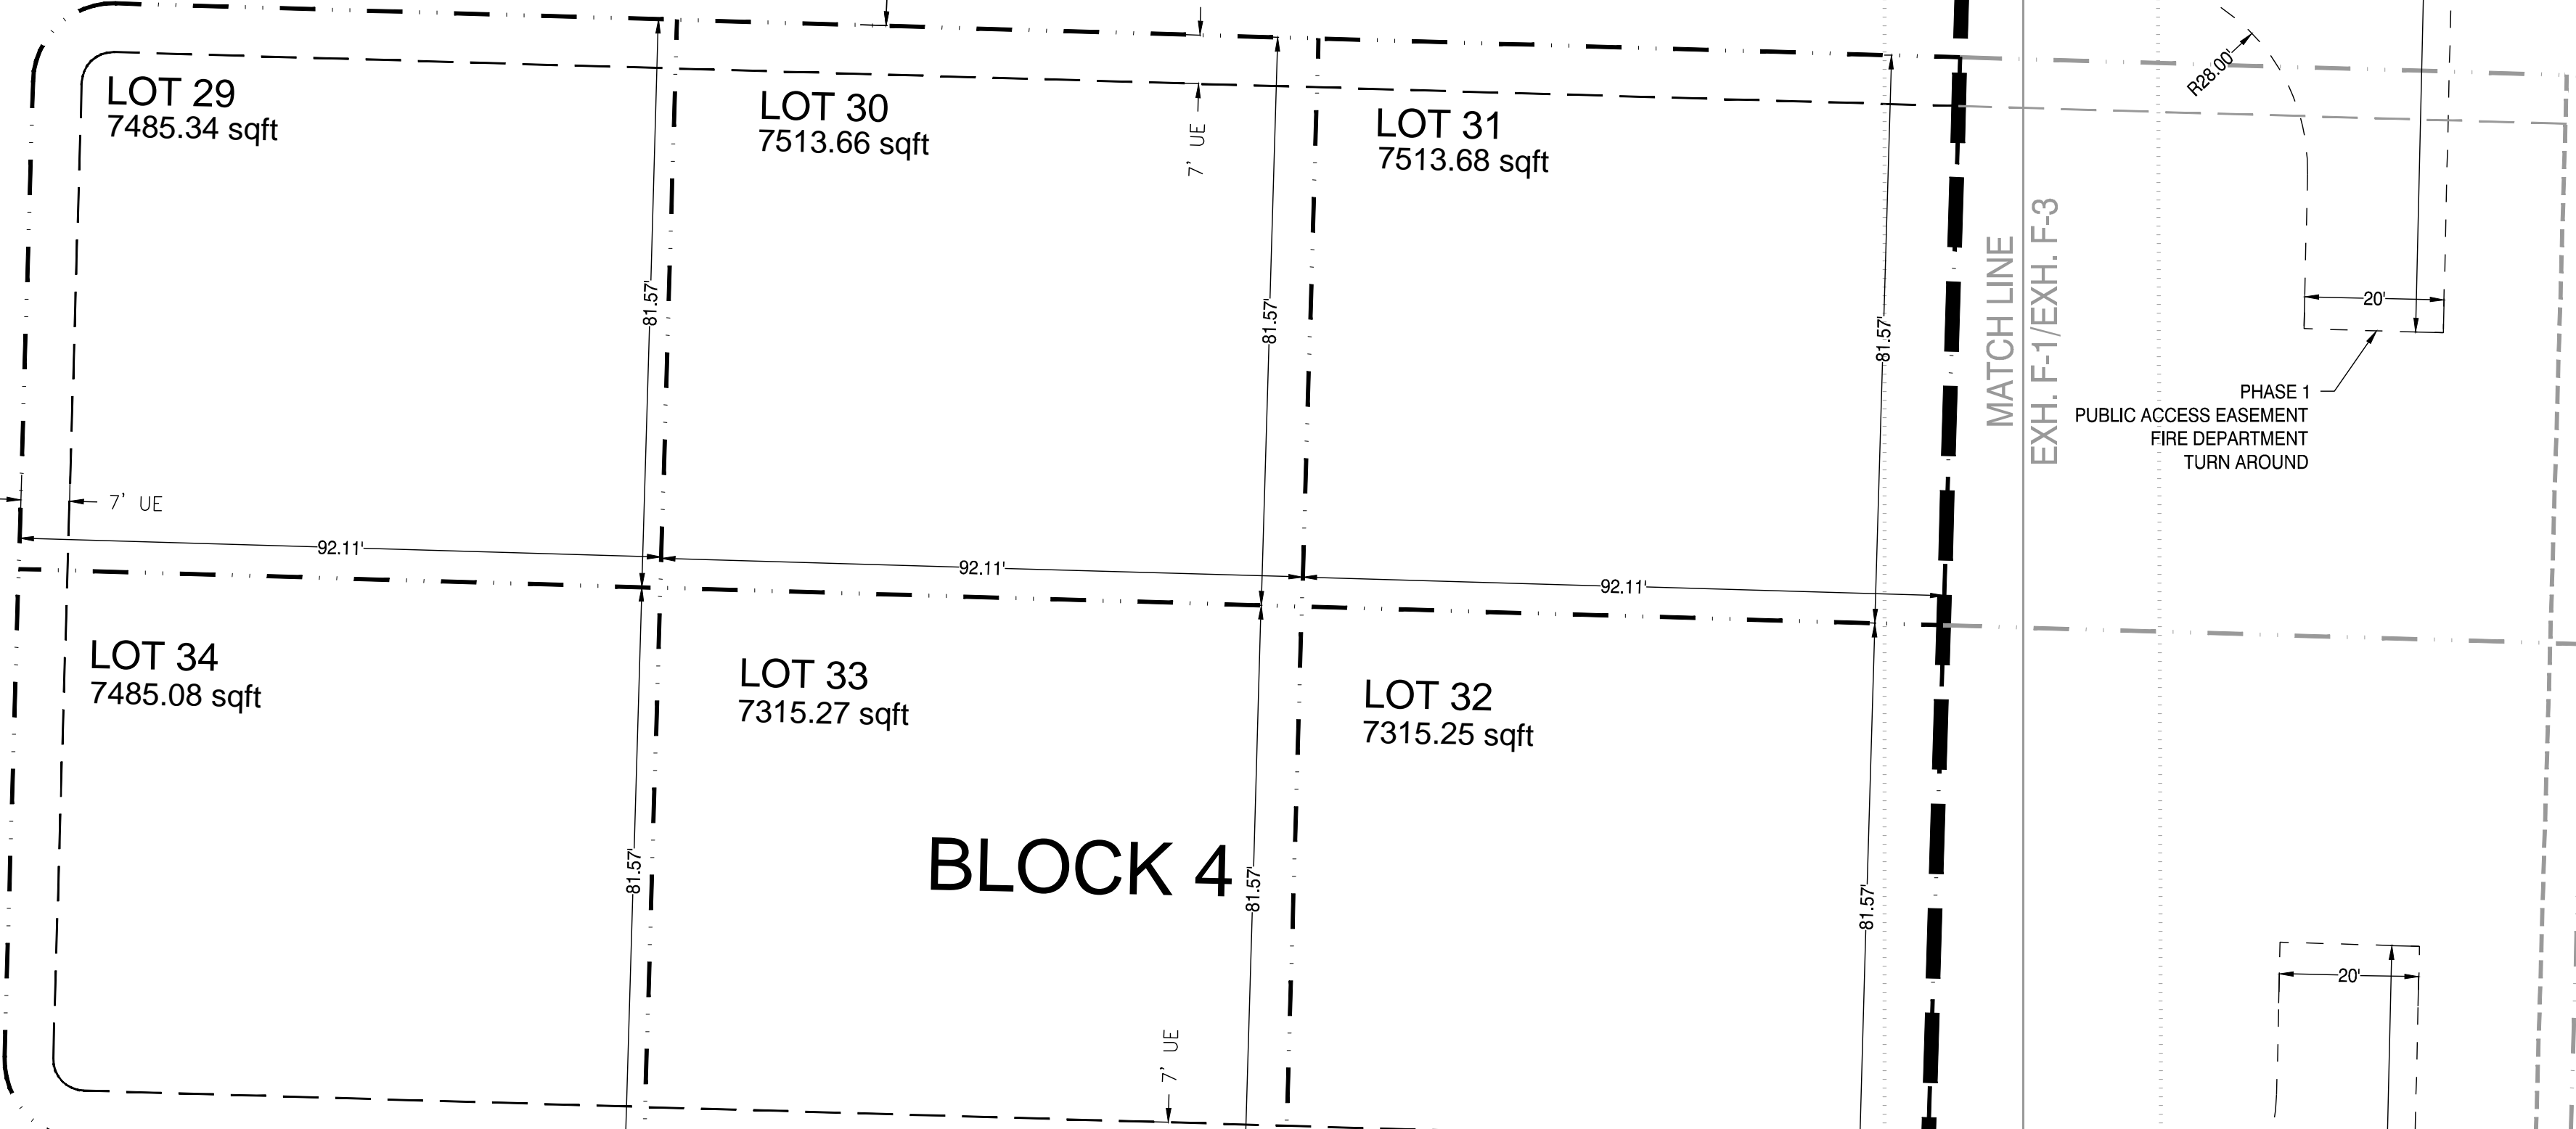 R28.00'
LOT 29
7485.34 sqft
LOT 30
7513.66 sqft
LOT 31
7513.68 sqft
7' UE
81.57'
81.57'
81.57'
MATCH LINE
EXH. F-1/EXH. F-3
20'
PHASE 1
PUBLIC ACCESS EASEMENT
FIRE DEPARTMENT
TURN AROUND
7' UE
92.11'
92.11'
92.11'
LOT 34
7485.08 sqft
LOT 33
7315.27 sqft
LOT 32
7315.25 sqft
BLOCK 4
81.57'
81.57'
81.57'
20'
7' UE